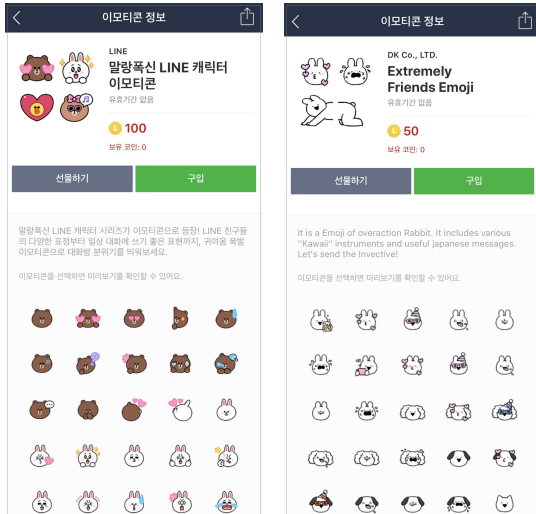 이모티콘 정보
LINE
말랑폭신 LINE 캐릭터
이모티콘
유효기간 없음
L 100
보유 코인: 0
선물하기
구입
말랑폭신 LINE 캐릭터 시리즈가 이모티콘으로 등장! LINE 친구들
의 다양한 표정부터 일상 대화에 쓰기 좋은 표현까지, 귀여움 폭발
이모티콘으로 대화방 분위기를 띄워보세요.
이모티콘을 선택하면 미리보기를 확인할 수 있어요.
이모티콘 정보
DK Co., LTD.
Extremely
Friends Emoji
유효기간 없음
L 50
보유 코인: 0
선물하기
구입
It is a Emoji of overaction Rabbit. It includes various
"Kawaii" instruments and useful japanese messages.
Let's send the Invective!
이모티콘을 선택하면 미리보기를 확인할 수 있어요.